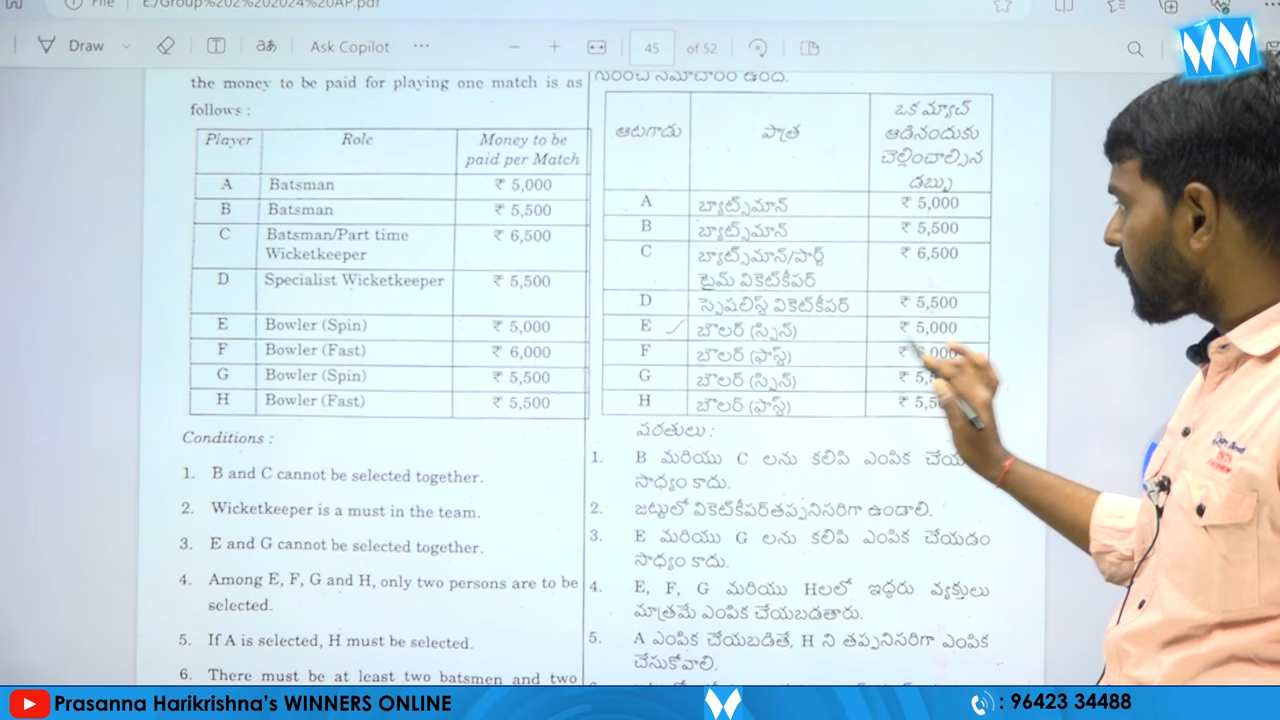 File
E:/Group%202%202024%20AP.pdf
Draw
aあ
Ask Copilot
45
of 52
the money to be paid for playing one match is as
follows :
Player Role Money to be
paid per Match
A Batsman ₹ 5,000
B Batsman ₹ 5,500
C Batsman/Part time ₹ 6,500
Wicketkeeper
D Specialist Wicketkeeper ₹ 5,500
E Bowler (Spin) ₹ 5,000
F Bowler (Fast) ₹ 6,000
G Bowler (Spin) ₹ 5,500
H Bowler (Fast) ₹ 5,500
Conditions :
1. B and C cannot be selected together.
2. Wicketkeeper is a must in the team.
3. E and G cannot be selected together.
4. Among E, F, G and H, only two persons are to be
selected.
5. If A is selected, H must be selected.
6. There must be at least two batsmen and two
గురించి సమాచారం ఉంది.
ఆటగాడు పాత్ర ఒక మ్యాచ్
ఆడినందుకు
చెల్లించాల్సిన
డబ్బు
A బ్యాట్స్‌మాన్ ₹ 5,000
B బ్యాట్స్‌మాన్ ₹ 5,500
C బ్యాట్స్‌మాన్/పార్ట్ ₹ 6,500
టైమ్ వికెట్‌కీపర్
D స్పెషలిస్ట్ వికెట్‌కీపర్ ₹ 5,500
E బౌలర్ (స్పిన్) ₹ 5,000
F బౌలర్ (ఫాస్ట్) ₹
G బౌలర్ (స్పిన్) ₹
H బౌలర్ (ఫాస్ట్) ₹
షరతులు :
1. B మరియు C లను కలిపి ఎంపిక
సాధ్యం కాదు.
2. జట్టులో వికెట్‌కీపర్‌తప్పనిసరిగా ఉండాలి.
3. E మరియు G లను కలిపి ఎంపిక చేయడం
సాధ్యం కాదు.
4. E, F, G మరియు Hలలో ఇద్దరు వ్యక్తులు
మాత్రమే ఎంపిక చేయబడతారు.
5. A ఎంపిక చేయబడితే, H ని తప్పనిసరిగా ఎంపిక
చేసుకోవాలి.
Prasanna Harikrishna's WINNERS ONLINE
: 96423 34488